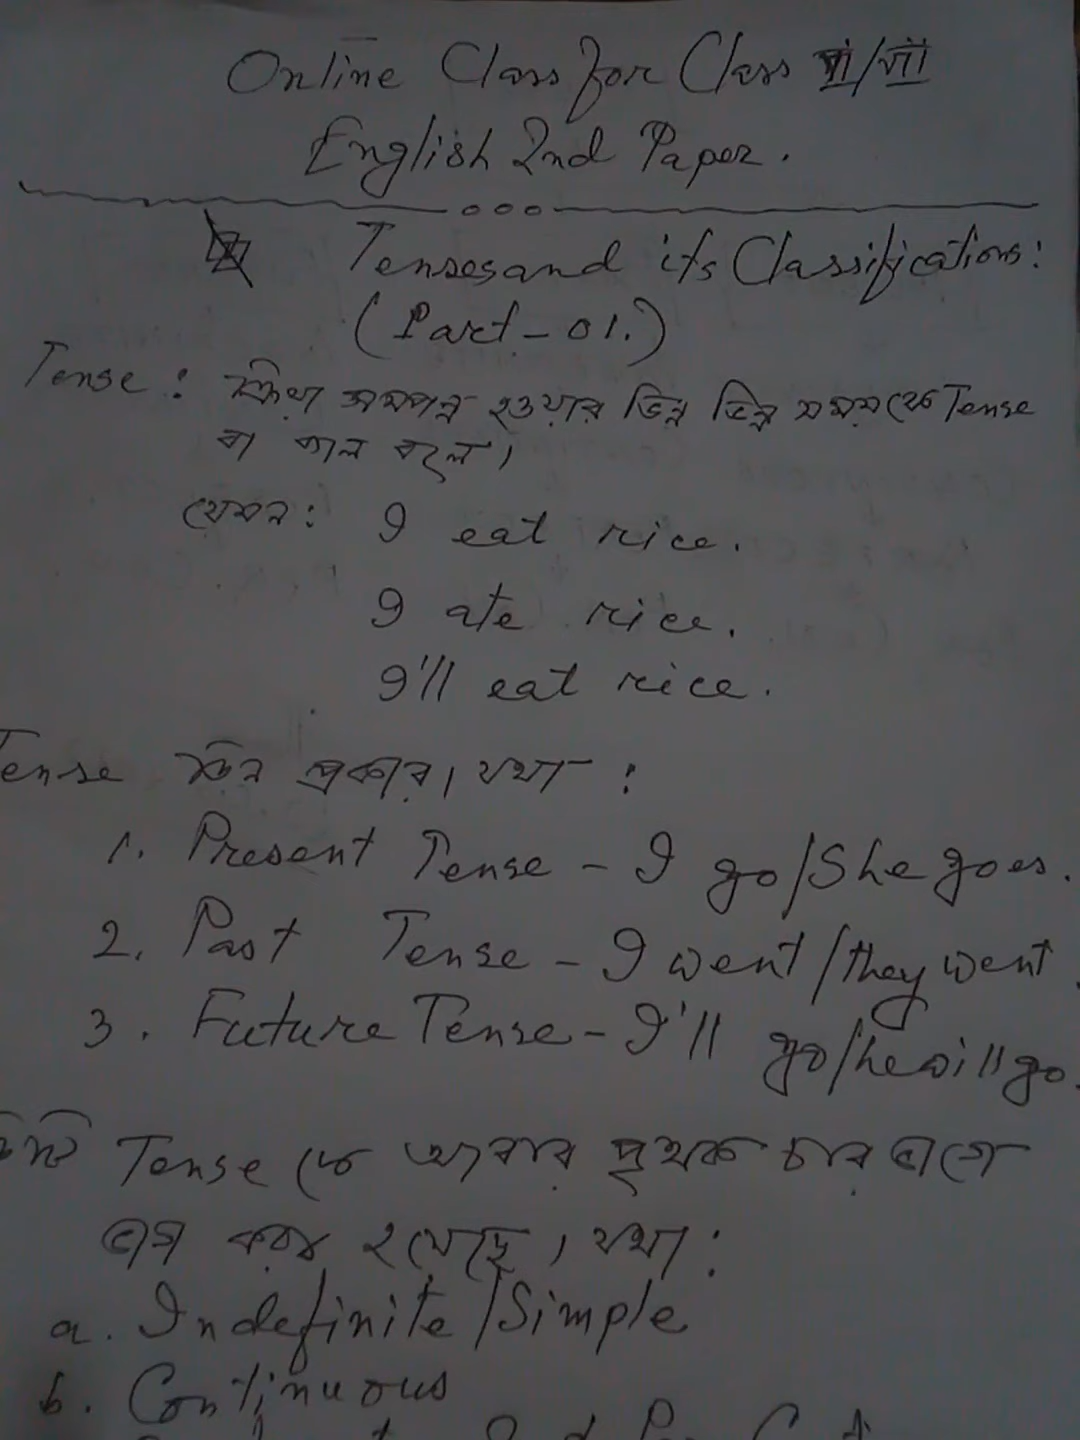 Online Class for Class VI/VII
English 2nd Paper.
Tenses and its Classifications:
(Part-01.)
Tense: ক্রিয়া সম্পন্ন হওয়ার ভিন্ন ভিন্ন সময়কে Tense
বা কাল বলে।
যেমন: I eat rice.
I ate rice.
I'll eat rice.
Tense তিন প্রকার। যথা:
1. Present Tense - I go/She goes.
2. Past Tense - I went/they went.
3. Future Tense - I'll go/he will go.
Tense কে আবার পৃথক চার ভাগে
ভাগ করা হয়েছে। যথা:
a. Indefinite/Simple
b. Continuous